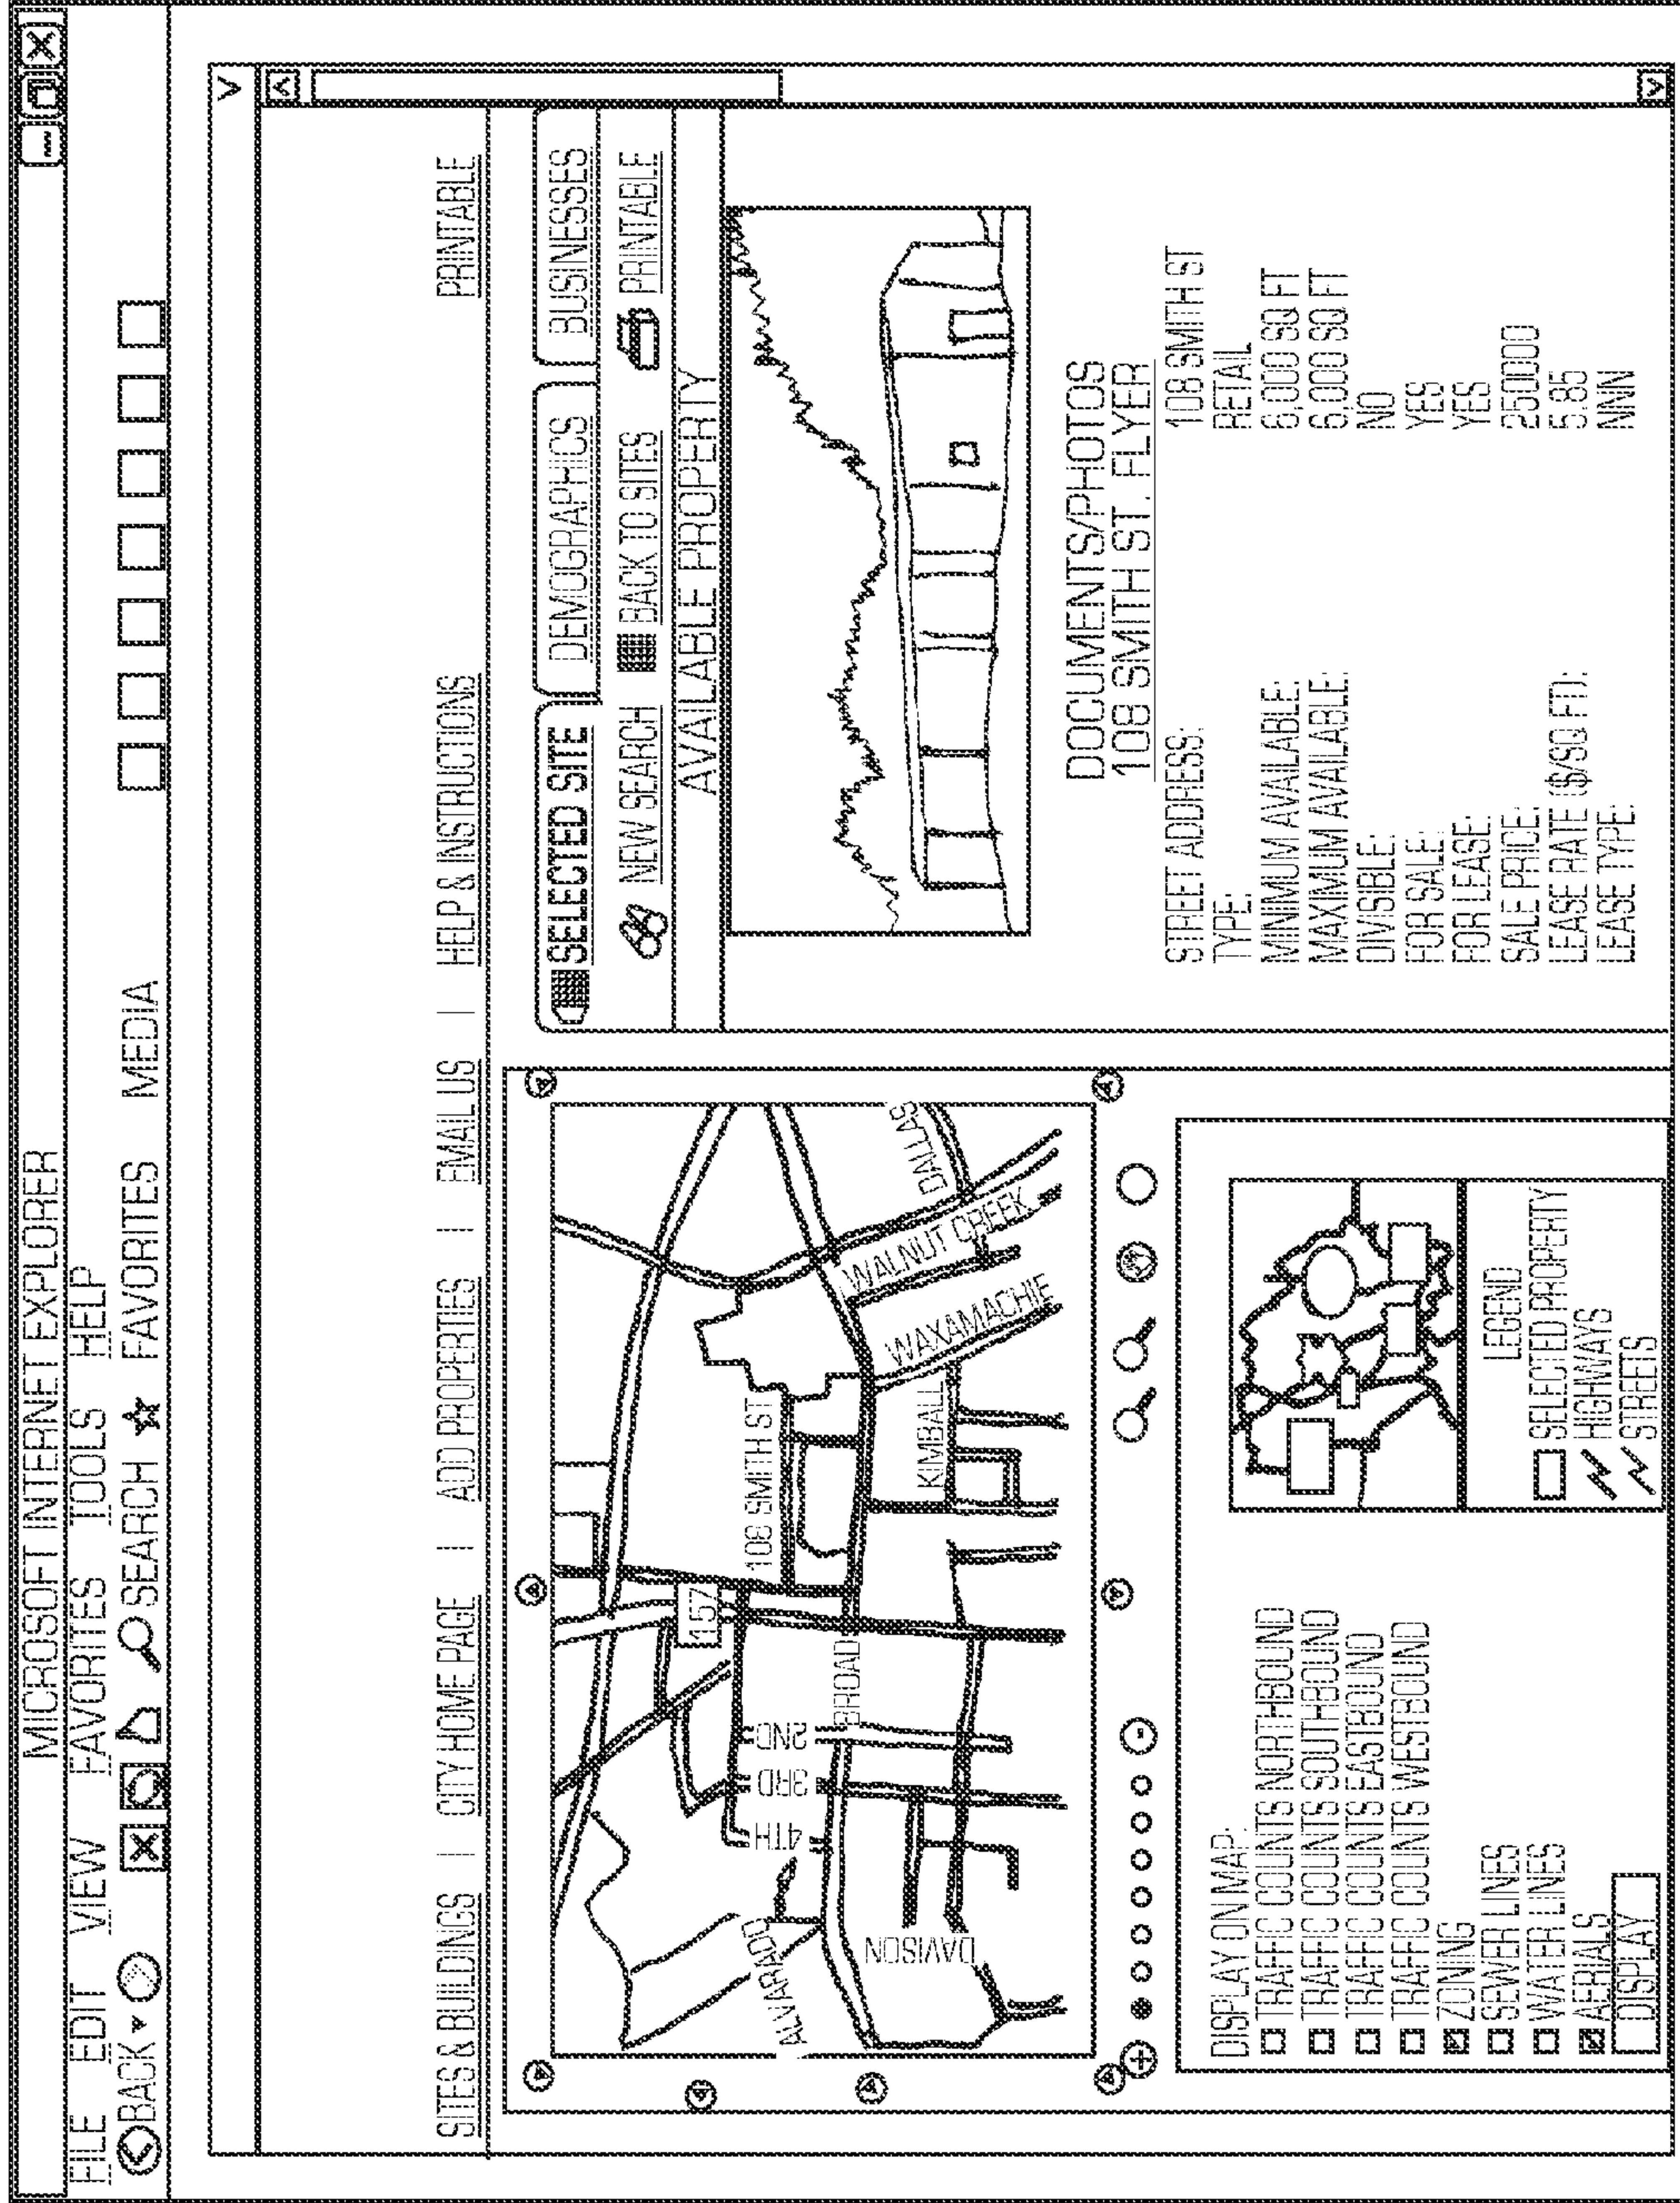 MICROSOFT INTERNET EXPLORER
FILE EDIT VIEW FAVORITES TOOLS HELP
BACK SEARCH FAVORITES MEDIA
SITES & BUILDINGS | CITY HOME PAGE | ADD PROPERTIES | EMAIL US | HELP & INSTRUCTIONS PRINTABLE
157
108 SMITH ST
ALVARADO
4TH
3RD
2ND
BROAD
DAVISON
KIMBALL
WAXAMACHIE
WALNUT CREEK
DALLAS
DISPLAY ON MAP:
TRAFFIC COUNTS NORTHBOUND
TRAFFIC COUNTS SOUTHBOUND
TRAFFIC COUNTS EASTBOUND
TRAFFIC COUNTS WESTBOUND
ZONING
SEWER LINES
WATER LINES
AERIALS
DISPLAY
LEGEND
SELECTED PROPERTY
HIGHWAYS
STREETS
SELECTED SITE DEMOGRAPHICS BUSINESSES
NEW SEARCH BACK TO SITES PRINTABLE
AVAILABLE PROPERTY
DOCUMENTS/PHOTOS
108 SMITH ST. FLYER
STREET ADDRESS: 108 SMITH ST
TYPE: RETAIL
MINIMUM AVAILABLE: 6,000 SQ FT
MAXIMUM AVAILABLE: 6,000 SQ FT
DIVISIBLE: NO
FOR SALE: YES
FOR LEASE: YES
SALE PRICE: 250000
LEASE RATE ($/SQ FT): 5.85
LEASE TYPE: NNN